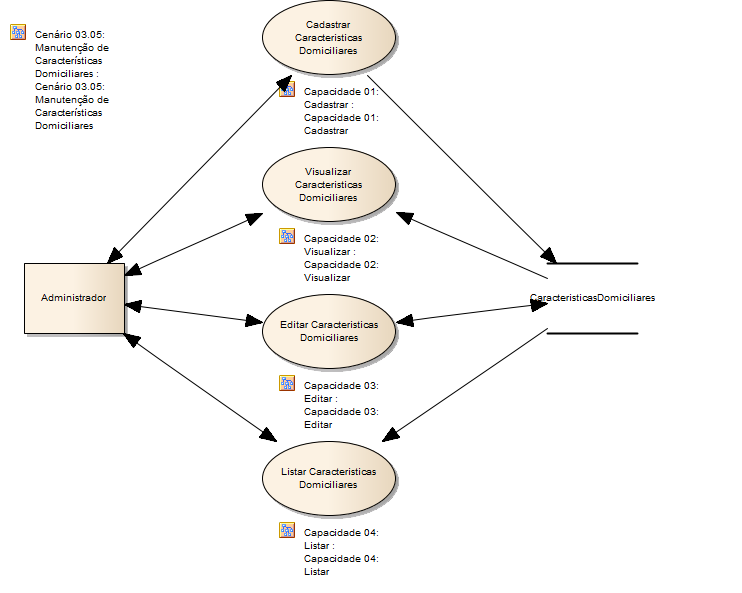 Cenário 03.05:
Manutenção de
Características
Domiciliares :
Cenário 03.05:
Manutenção de
Características
Domiciliares
Cadastrar
Caracteristicas
Domiciliares
Capacidade 01:
Cadastrar :
Capacidade 01:
Cadastrar
Visualizar
Caracteristicas
Domiciliares
Capacidade 02:
Visualizar :
Capacidade 02:
Visualizar
Administrador
CaracteristicasDomiciliares
Editar Caracteristicas
Domiciliares
Capacidade 03:
Editar :
Capacidade 03:
Editar
Listar Caracteristicas
Domiciliares
Capacidade 04:
Listar :
Capacidade 04:
Listar